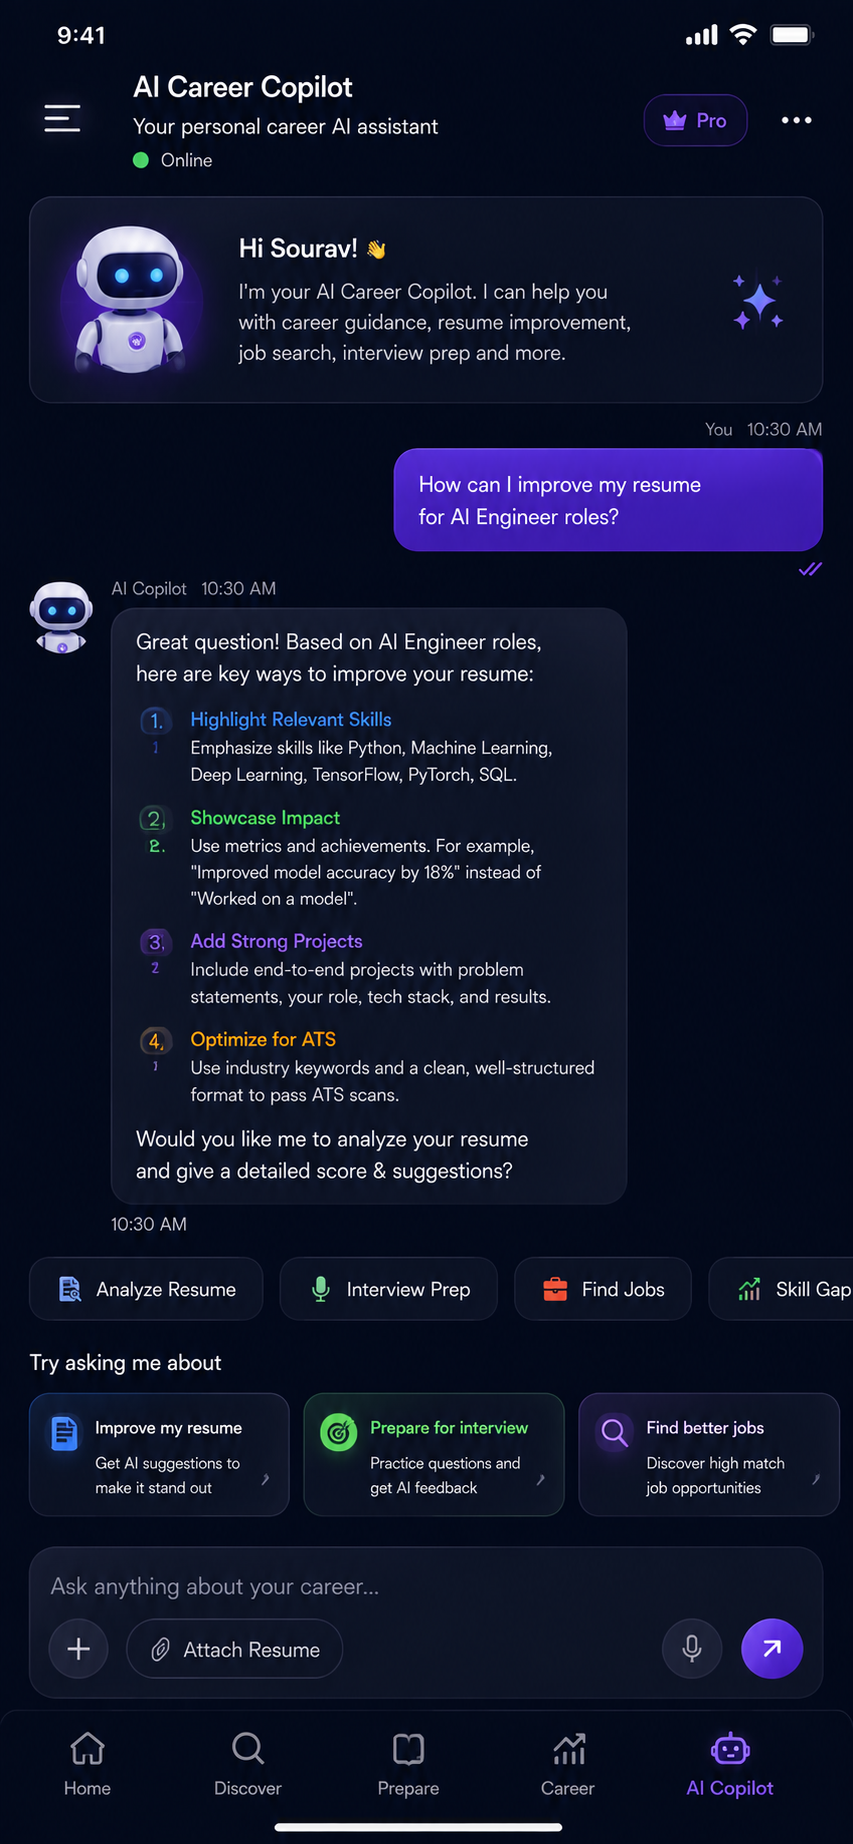 9:41
AI Career Copilot
Your personal career AI assistant
Online
Pro
Hi Sourav! 👋
I'm your AI Career Copilot. I can help you
with career guidance, resume improvement,
job search, interview prep and more.
You 10:30 AM
How can I improve my resume
for AI Engineer roles?
AI Copilot 10:30 AM
Great question! Based on AI Engineer roles,
here are key ways to improve your resume:
1. Highlight Relevant Skills
1 Emphasize skills like Python, Machine Learning,
Deep Learning, TensorFlow, PyTorch, SQL.
2, Showcase Impact
2. Use metrics and achievements. For example,
"Improved model accuracy by 18%" instead of
"Worked on a model".
3. Add Strong Projects
2 Include end-to-end projects with problem
statements, your role, tech stack, and results.
4, Optimize for ATS
1 Use industry keywords and a clean, well-structured
format to pass ATS scans.
Would you like me to analyze your resume
and give a detailed score & suggestions?
10:30 AM
Analyze Resume
Interview Prep
Find Jobs
Skill Gap
Try asking me about
Improve my resume
Get AI suggestions to
make it stand out
Prepare for interview
Practice questions and
get AI feedback
Find better jobs
Discover high match
job opportunities
Ask anything about your career...
Attach Resume
Home
Discover
Prepare
Career
AI Copilot